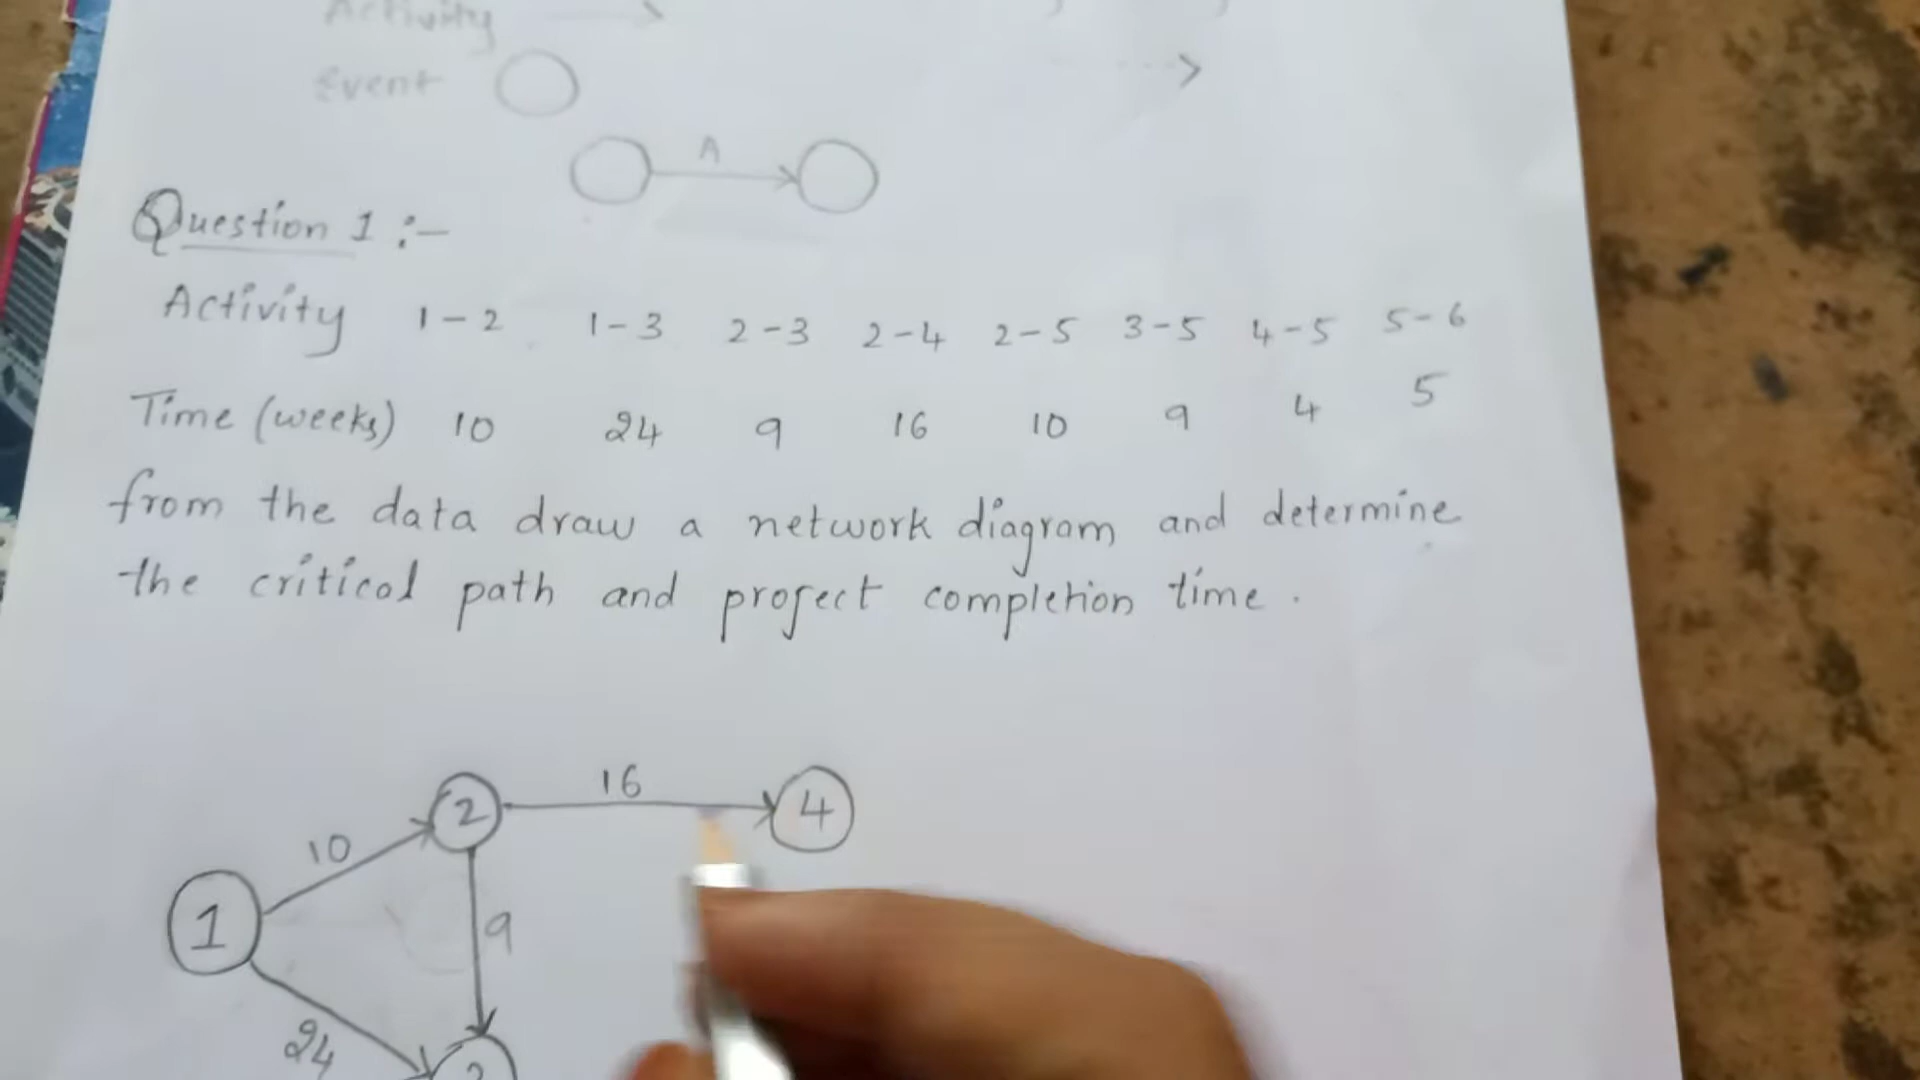 Activity
Event
A
Question 1 :-
Activity 1-2 1-3 2-3 2-4 2-5 3-5 4-5 5-6
Time (weeks) 10 24 9 16 10 9 4 5
from the data draw a network diagram and determine
the critical path and project completion time.
16
2
4
10
1
9
24